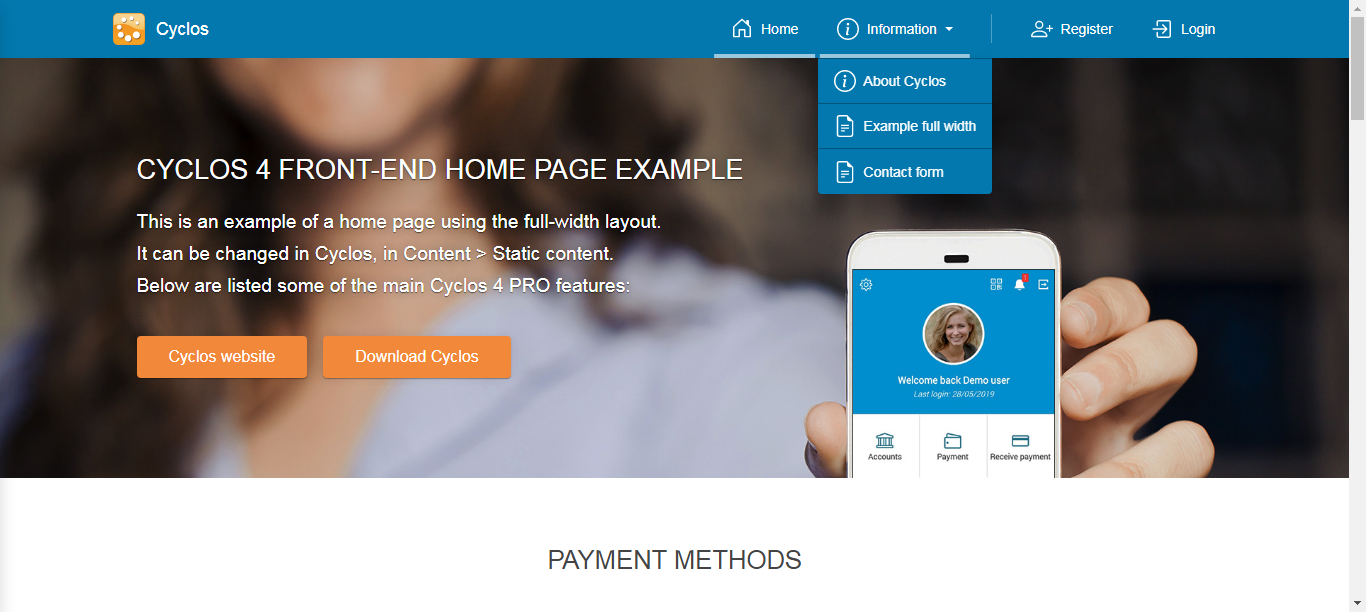 Cyclos
Home
Information
Register
Login
About Cyclos
Example full width
Contact form
CYCLOS 4 FRONT-END HOME PAGE EXAMPLE
This is an example of a home page using the full-width layout.
It can be changed in Cyclos, in Content > Static content.
Below are listed some of the main Cyclos 4 PRO features:
Cyclos website
Download Cyclos
1
Welcome back Demo user
Last login: 28/05/2019
Accounts
Payment
Receive payment
PAYMENT METHODS